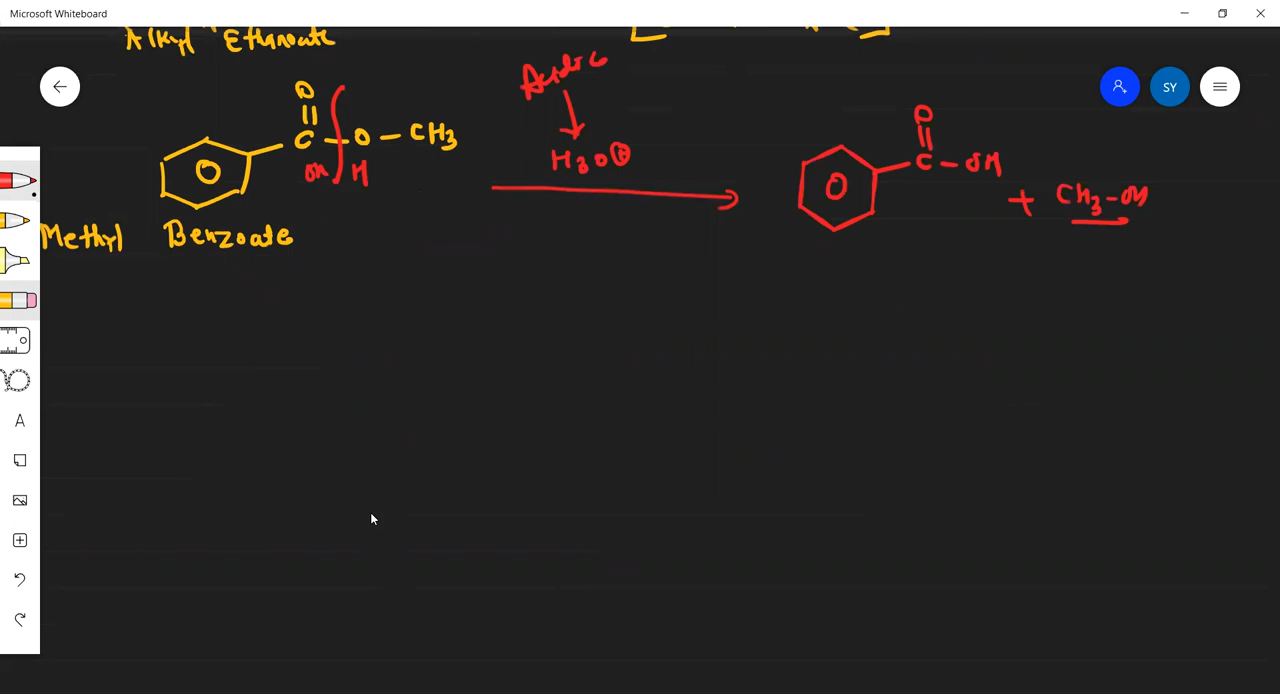 Microsoft Whiteboard
Alkyl Ethanoate
SY
Acidic
H3O⊕
O
||
C - O - CH3
OH H
O
Methyl Benzoate
O
||
C - OH
O
+ CH3-OH
A